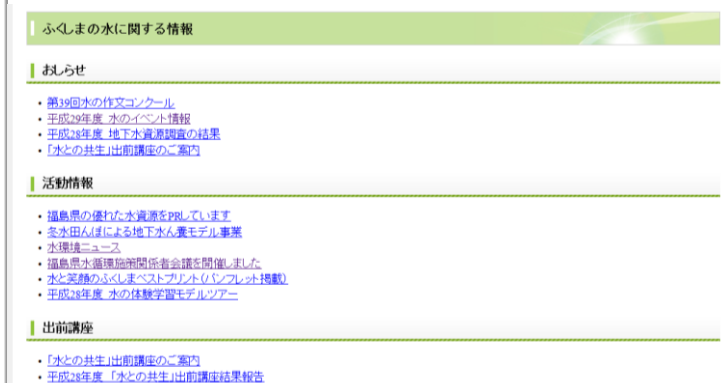 ふくしまの水に関する情報
おしらせ
・第39回水の作文コンクール
・平成29年度 水のイベント情報
・平成28年度 地下水資源調査の結果
・「水との共生」出前講座のご案内
活動情報
・福島県の優れた水資源をPRしています
・冬水田んぼによる地下水ん養モデル事業
・水環境ニュース
・福島県水循環施策関係者会議を開催しました
・水と笑顔のふくしまベストプリント(パンフレット掲載)
・平成28年度 水の体験学習モデルツアー
出前講座
・「水との共生」出前講座のご案内
・平成28年度 「水との共生」出前講座結果報告